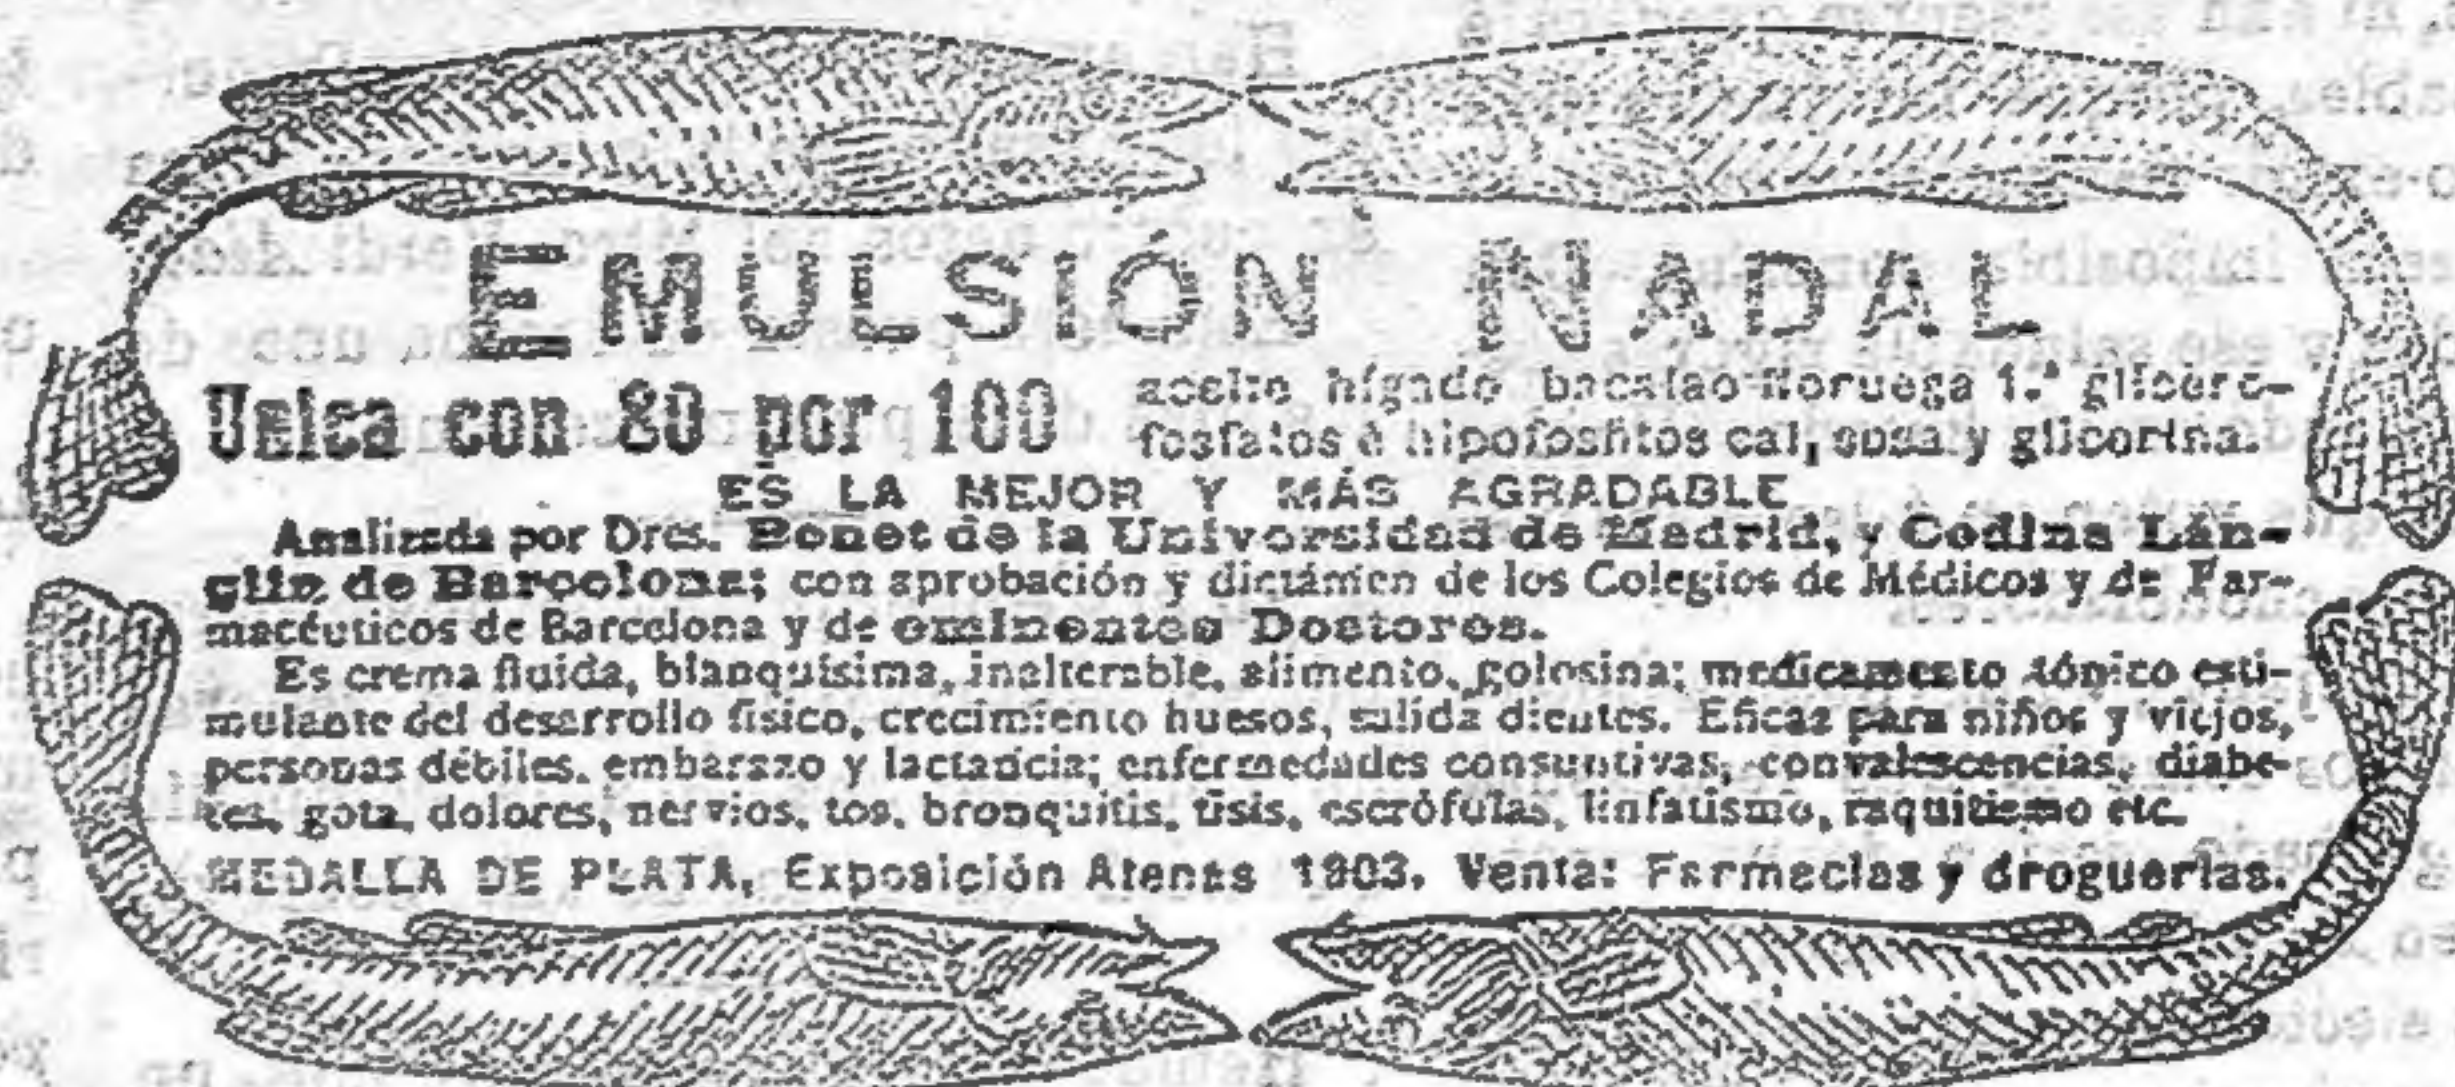 EMULSIÓN NADAL
Unica con 80 por 100
aceite hígado bacalao Noruega 1.ª glicero-
fosfatos é hipofosfitos cal, sosa y glicerina.
ES LA MEJOR Y MÁS AGRADABLE
Analizada por Dres. Bonet de la Universidad de Madrid, y Codina Län-
glin de Barcelona; con aprobación y dictámen de los Colegios de Médicos y de Far-
macéuticos de Barcelona y de eminentes Doctores.
Es crema fluida, blanquísima, inalterable, alimento, golosina; medicamento tónico esti-
mulante del desarrollo físico, crecimiento huesos, salida dientes. Eficaz para niños y viejos,
personas débiles, embarazo y lactancia; enfermedades consuntivas, convalescencias, diabe-
tes, gota, dolores, nervios, tos, bronquitis, tisis, escrófulas, linfatismo, raquitismo etc.
MEDALLA DE PLATA, Exposición Atenas 1903. Venta: Farmacias y droguerías.